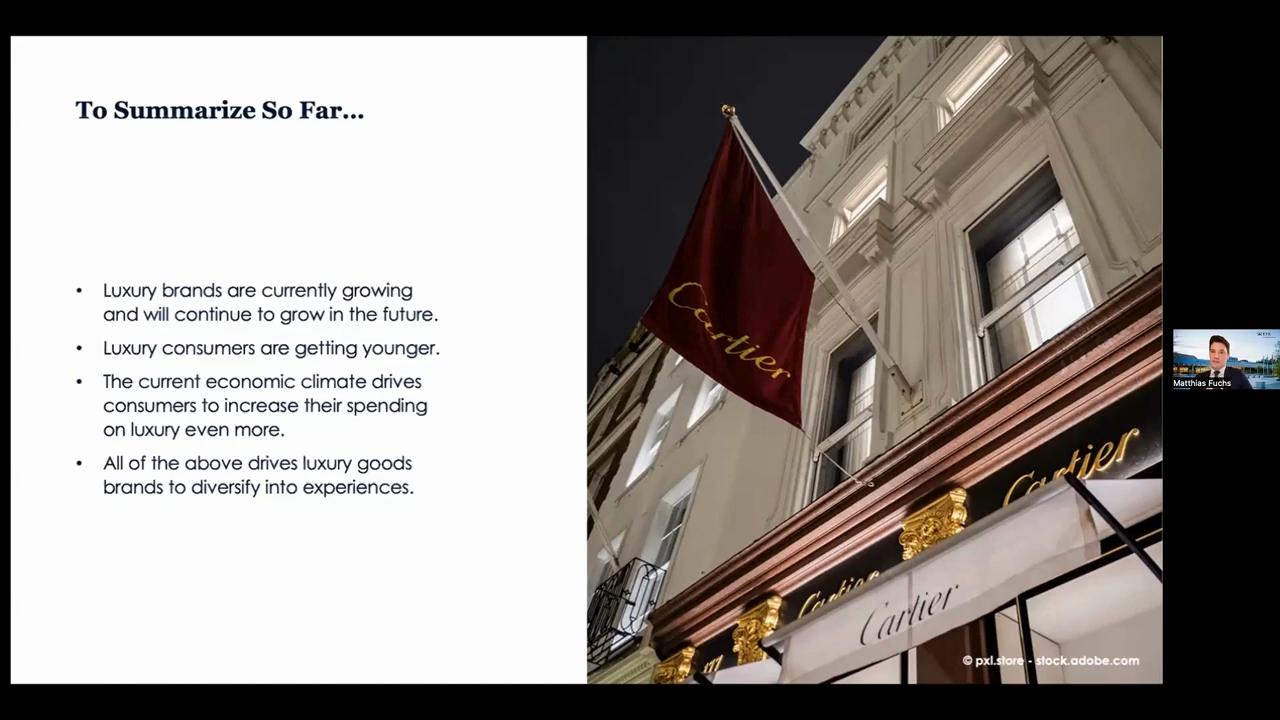 To Summarize So Far...
• Luxury brands are currently growing
and will continue to grow in the future.
• Luxury consumers are getting younger.
• The current economic climate drives
consumers to increase their spending
on luxury even more.
• All of the above drives luxury goods
brands to diversify into experiences.
Cartier
Cartier
Cartier
Cartier
177
© pxl.store - stock.adobe.com
Matthias Fuchs